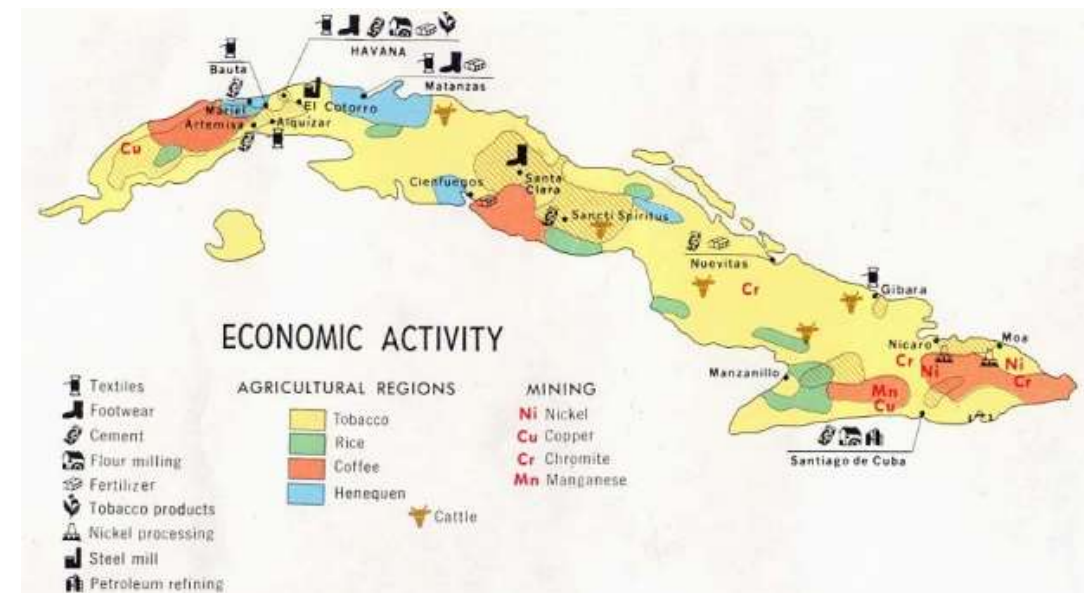 HAVANA
Bauta
Matanzas
Mariel
El Cotorro
Artemisa
Alquizar
Cu
Cienfuegos
Santa
Clara
Sancti Spiritus
Nuevitas
Cr
Gibara
Nicaro
Moa
Cr
Ni
Ni
Cr
Manzanillo
Mn
Cu
Santiago de Cuba
ECONOMIC ACTIVITY
Textiles
Footwear
Cement
Flour milling
Fertilizer
Tobacco products
Nickel processing
Steel mill
Petroleum refining
AGRICULTURAL REGIONS
Tobacco
Rice
Coffee
Henequen
Cattle
MINING
Ni Nickel
Cu Copper
Cr Chromite
Mn Manganese